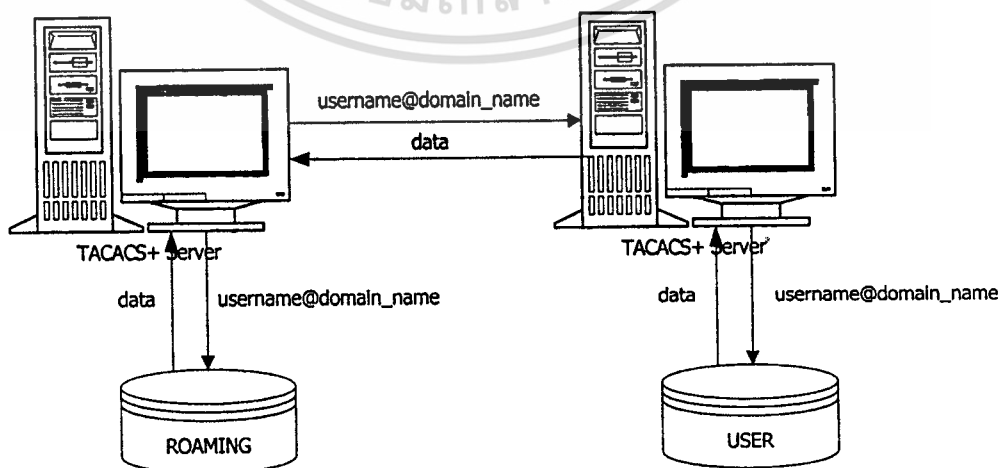 username@domain_name
data
TACACS+ Server
TACACS+ Server
data
username@domain_name
data
username@domain_name
ROAMING
USER